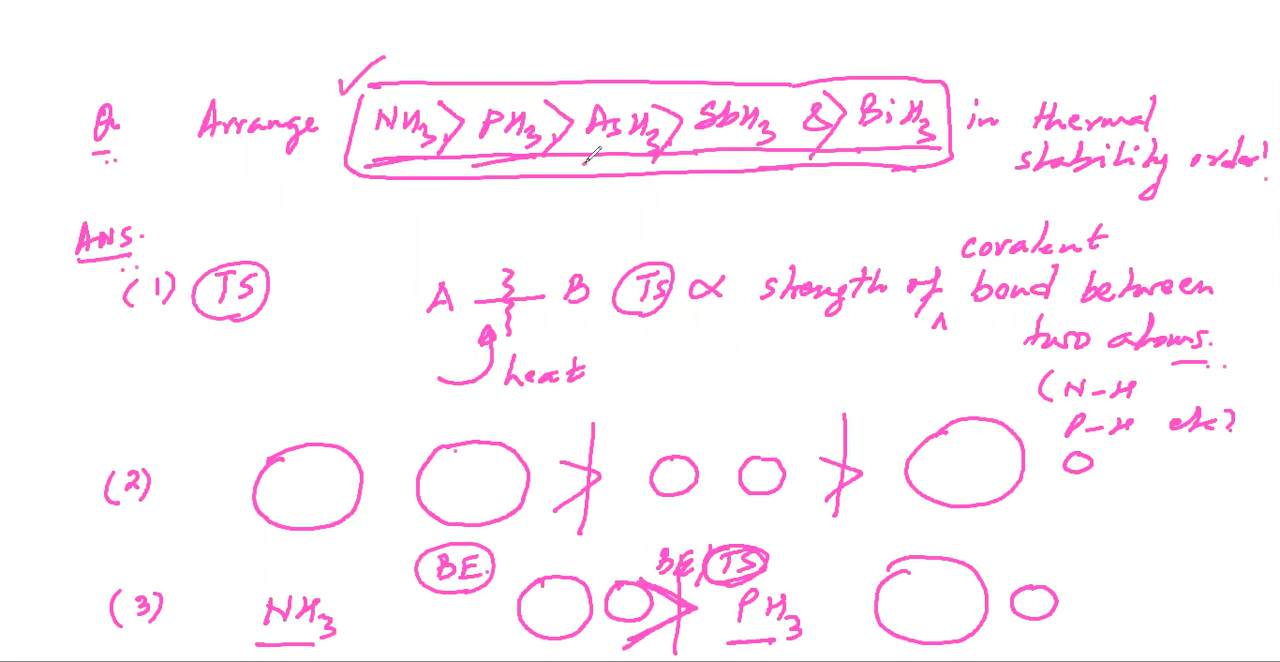 Q. Arrange NH3, > PH3, > AsH3, > SbH3 & > BiH3 in thermal
stability order!
Ans.
(1) TS A — B TS ∝ strength of covalent bond between
two atoms.
heat
(N-H
P-H etc)
(2) > >
BE BE, TS
(3) NH3 > PH3